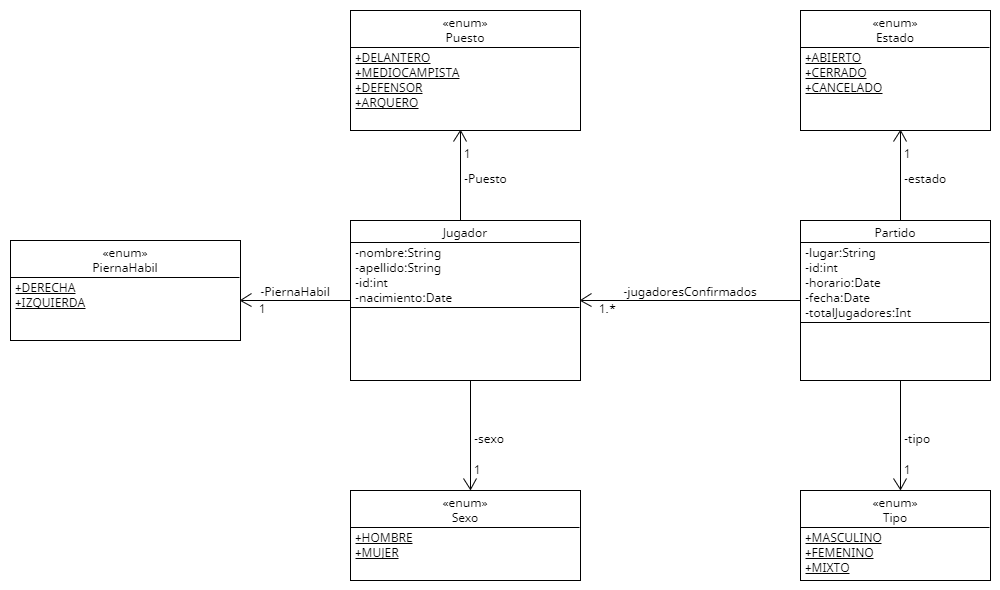 «enum»
Puesto
+DELANTERO
+MEDIOCAMPISTA
+DEFENSOR
+ARQUERO
«enum»
Estado
+ABIERTO
+CERRADO
+CANCELADO
1
-Puesto
1
-estado
«enum»
PiernaHabil
+DERECHA
+IZQUIERDA
-PiernaHabil
1
Jugador
-nombre:String
-apellido:String
-id:int
-nacimiento:Date
-jugadoresConfirmados
1.*
Partido
-lugar:String
-id:int
-horario:Date
-fecha:Date
-totalJugadores:Int
-sexo
1
-tipo
1
«enum»
Sexo
+HOMBRE
+MUJER
«enum»
Tipo
+MASCULINO
+FEMENINO
+MIXTO